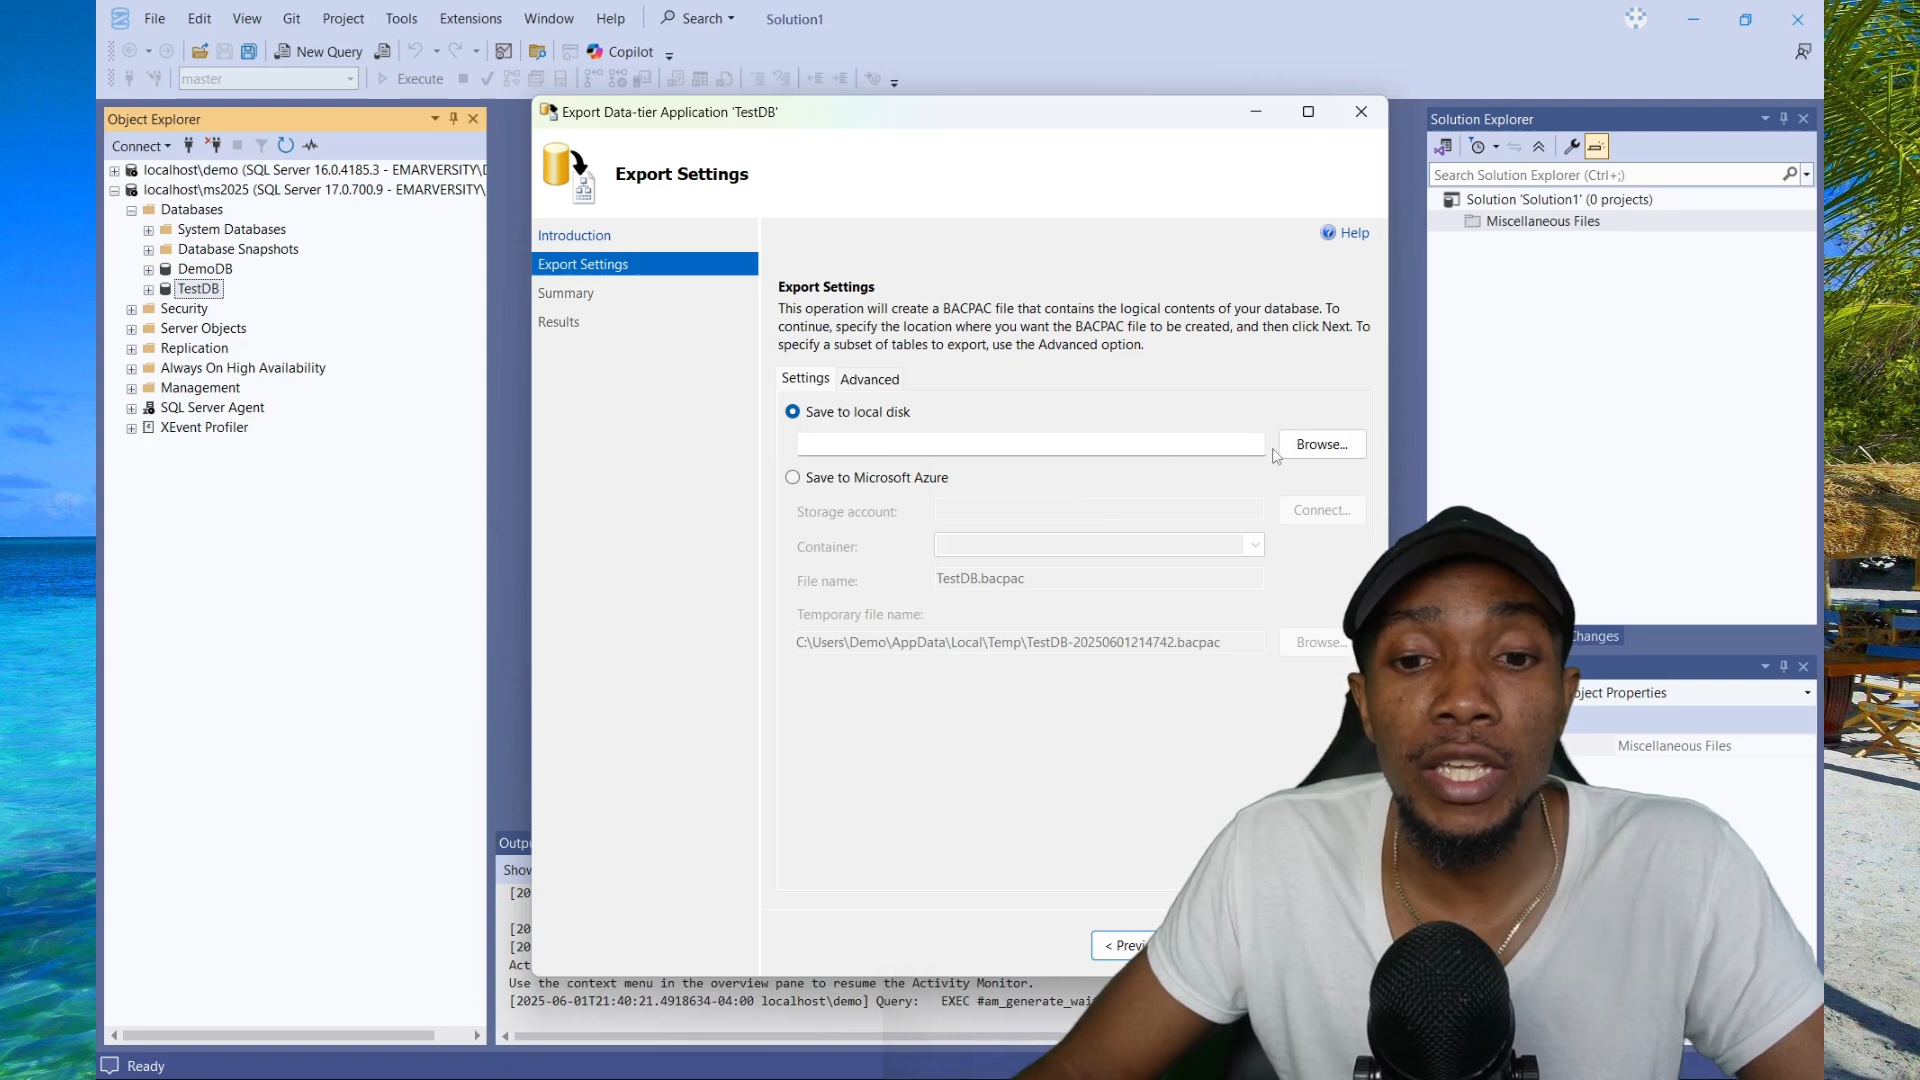 File Edit View Git Project Tools Extensions Window Help Search Solution1
New Query Copilot
master Execute
Object Explorer
Connect
localhost\demo (SQL Server 16.0.4185.3 - EMARVERSITY\D
localhost\ms2025 (SQL Server 17.0.700.9 - EMARVERSITY\
Databases
System Databases
Database Snapshots
DemoDB
TestDB
Security
Server Objects
Replication
Always On High Availability
Management
SQL Server Agent
XEvent Profiler
Export Data-tier Application 'TestDB'
Export Settings
Introduction
Export Settings
Summary
Results
Help
Export Settings
This operation will create a BACPAC file that contains the logical contents of your database. To
continue, specify the location where you want the BACPAC file to be created, and then click Next. To
specify a subset of tables to export, use the Advanced option.
Settings Advanced
Save to local disk
Browse...
Save to Microsoft Azure
Storage account: Connect...
Container:
File name: TestDB.bacpac
Temporary file name:
C:\Users\Demo\AppData\Local\Temp\TestDB-20250601214742.bacpac Browse...
< Previ
Outpu
Show
[20
[20
[20
Act
Use the context menu in the overview pane to resume the Activity Monitor.
[2025-06-01T21:40:21.4918634-04:00 localhost\demo] Query: EXEC #am_generate_wai
Solution Explorer
Search Solution Explorer (Ctrl+;)
Solution 'Solution1' (0 projects)
Miscellaneous Files
Changes
bject Properties
Miscellaneous Files
Ready